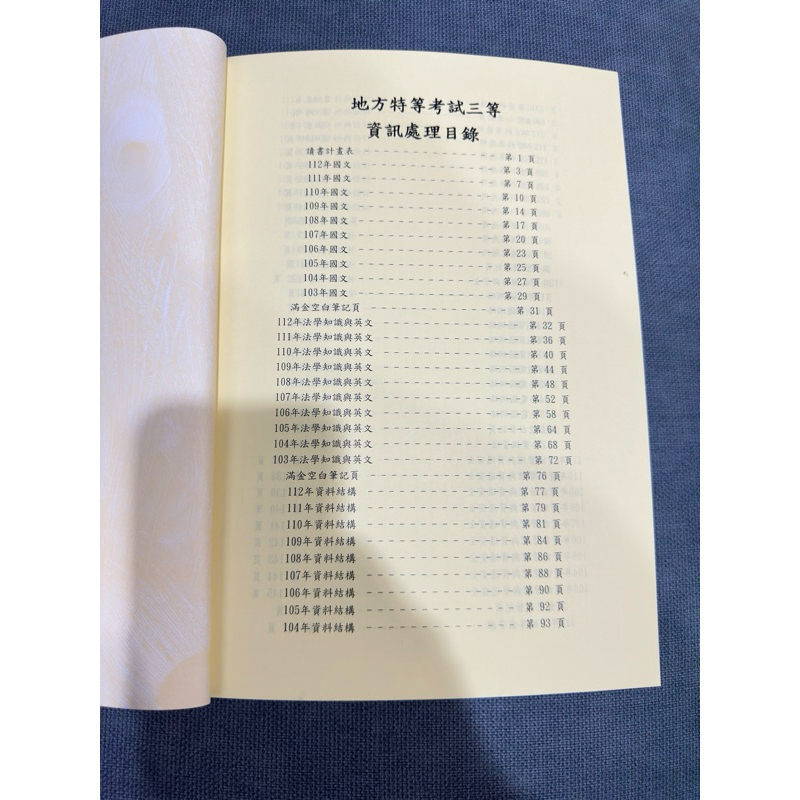 地方特等考試三等
資訊處理目錄
讀書計畫表 第 1 頁
112年國文 第 3 頁
111年國文 第 7 頁
110年國文 第 10 頁
109年國文 第 14 頁
108年國文 第 17 頁
107年國文 第 20 頁
106年國文 第 23 頁
105年國文 第 25 頁
104年國文 第 27 頁
103年國文 第 29 頁
滿金空白筆記頁 第 31 頁
112年法學知識與英文 第 32 頁
111年法學知識與英文 第 36 頁
110年法學知識與英文 第 40 頁
109年法學知識與英文 第 44 頁
108年法學知識與英文 第 48 頁
107年法學知識與英文 第 52 頁
106年法學知識與英文 第 58 頁
105年法學知識與英文 第 64 頁
104年法學知識與英文 第 68 頁
103年法學知識與英文 第 72 頁
滿金空白筆記頁 第 76 頁
112年資料結構 第 77 頁
111年資料結構 第 79 頁
110年資料結構 第 81 頁
109年資料結構 第 84 頁
108年資料結構 第 86 頁
107年資料結構 第 88 頁
106年資料結構 第 90 頁
105年資料結構 第 92 頁
104年資料結構 第 93 頁